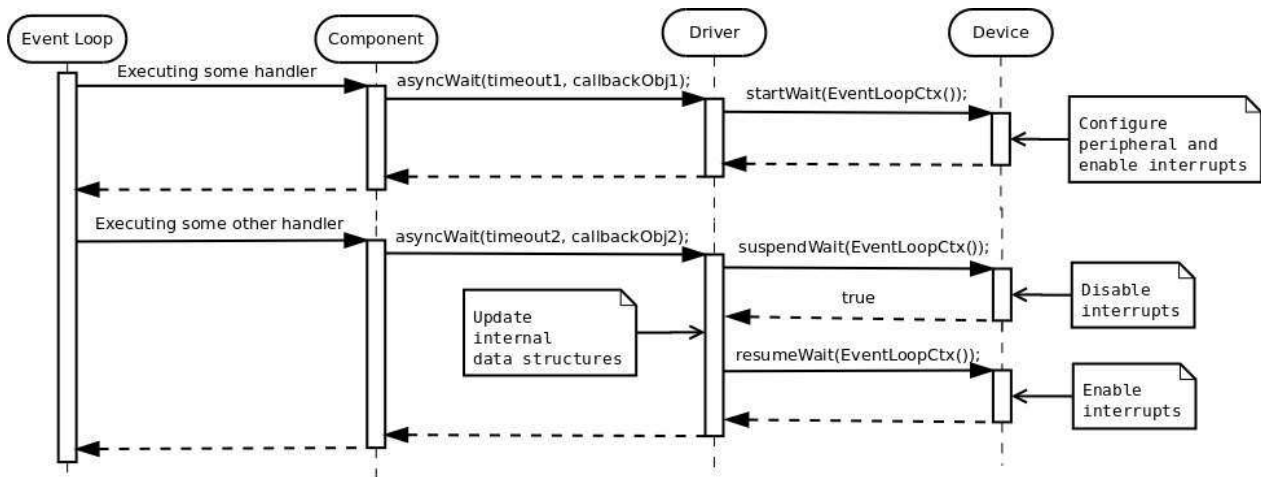 Event Loop
Component
Driver
Device
Executing some handler
asyncWait(timeout1, callbackObj1);
startWait(EventLoopCtx());
Configure
peripheral and
enable interrupts
Executing some other handler
asyncWait(timeout2, callbackObj2);
suspendWait(EventLoopCtx());
true
Disable
interrupts
Update
internal
data structures
resumeWait(EventLoopCtx());
Enable
interrupts